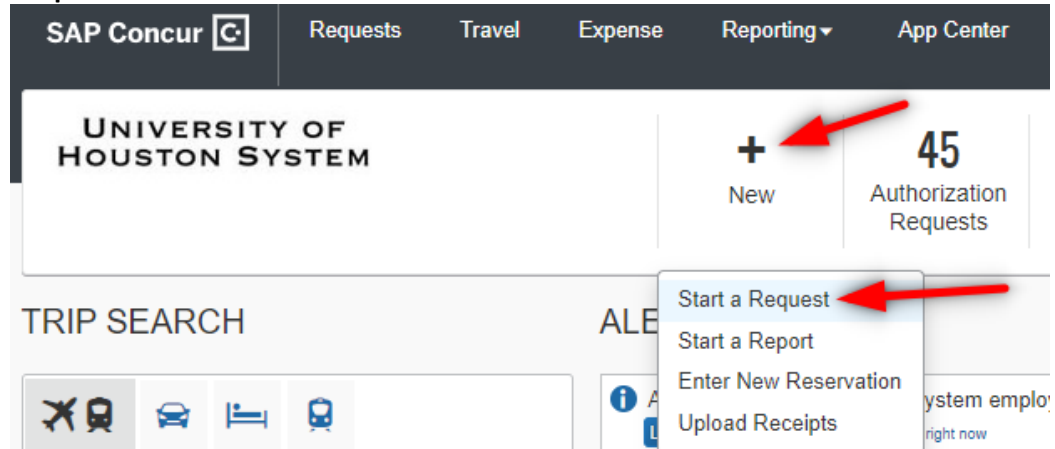 SAP Concur C. Requests Travel Expense Reporting App Center
UNIVERSITY OF
HOUSTON SYSTEM
+
New
45
Authorization
Requests
Start a Request
Start a Report
Enter New Reservation
Upload Receipts
TRIP SEARCH
ALE
A
ystem emplo
L
right now